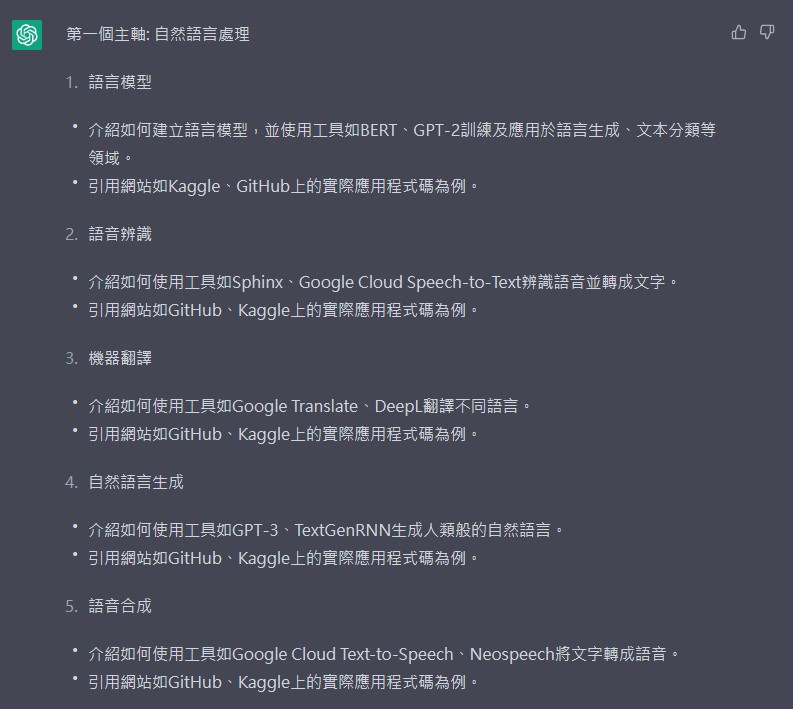 第一個主軸: 自然語言處理
1. 語言模型
• 介紹如何建立語言模型，並使用工具如BERT、GPT-2訓練及應用於語言生成、文本分類等
領域。
• 引用網站如Kaggle、GitHub上的實際應用程式碼為例。
2. 語音辨識
• 介紹如何使用工具如Sphinx、Google Cloud Speech-to-Text辨識語音並轉成文字。
• 引用網站如GitHub、Kaggle上的實際應用程式碼為例。
3. 機器翻譯
• 介紹如何使用工具如Google Translate、DeepL翻譯不同語言。
• 引用網站如GitHub、Kaggle上的實際應用程式碼為例。
4. 自然語言生成
• 介紹如何使用工具如GPT-3、TextGenRNN生成人類般的自然語言。
• 引用網站如GitHub、Kaggle上的實際應用程式碼為例。
5. 語音合成
• 介紹如何使用工具如Google Cloud Text-to-Speech、Neospeech將文字轉成語音。
• 引用網站如GitHub、Kaggle上的實際應用程式碼為例。